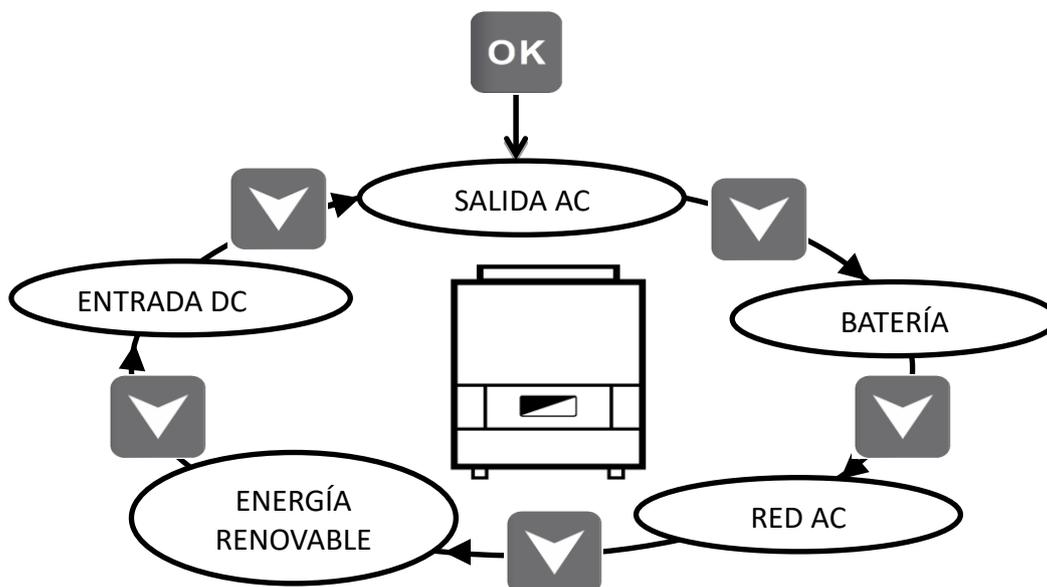 OK
SALIDA AC
ENTRADA DC
BATERÍA
ENERGÍA
RENOVABLE
RED AC